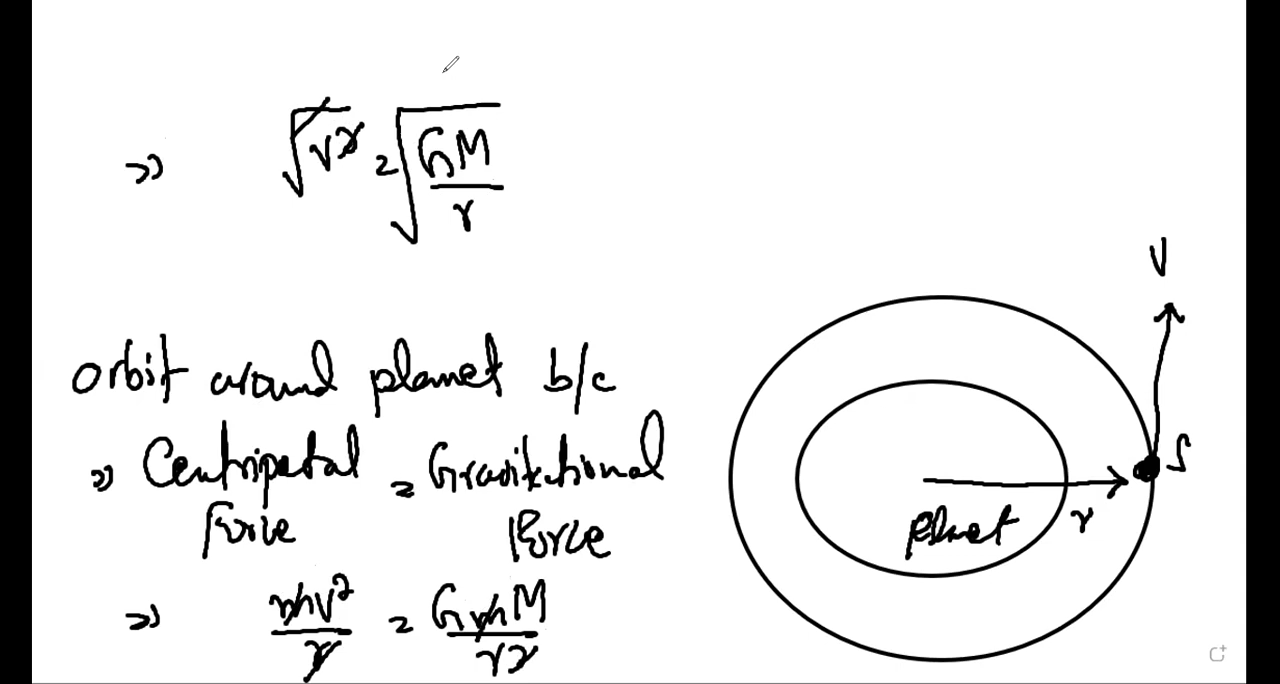 => √v² = √GM/r
orbit around planet b/c
=> Centripetal = Gravitational
Force Force
=> mv²/r = GmM/r²
V
S
planet r